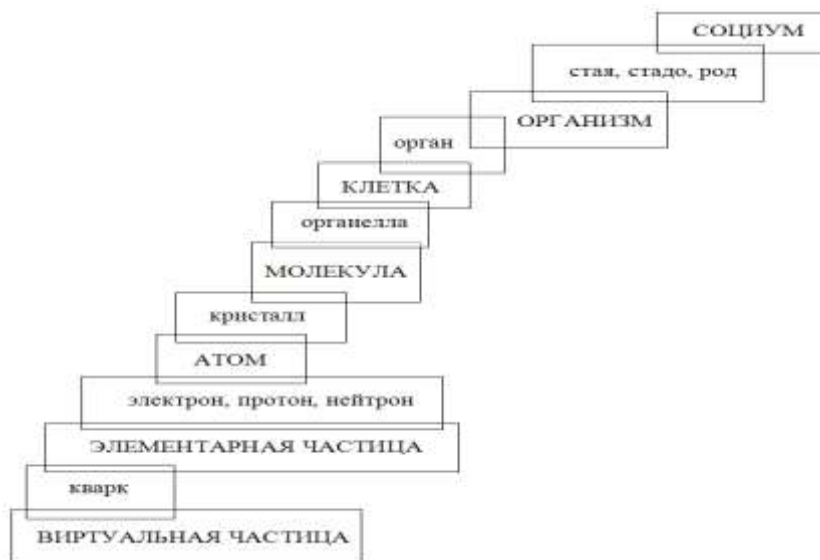 СОЦИУМ
стая, стадо, род
ОРГАНИЗМ
орган
КЛЕТКА
органелла
МОЛЕКУЛА
кристалл
АТОМ
электрон, протон, нейтрон
ЭЛЕМЕНТАРНАЯ ЧАСТИЦА
кварк
ВИРТУАЛЬНАЯ ЧАСТИЦА